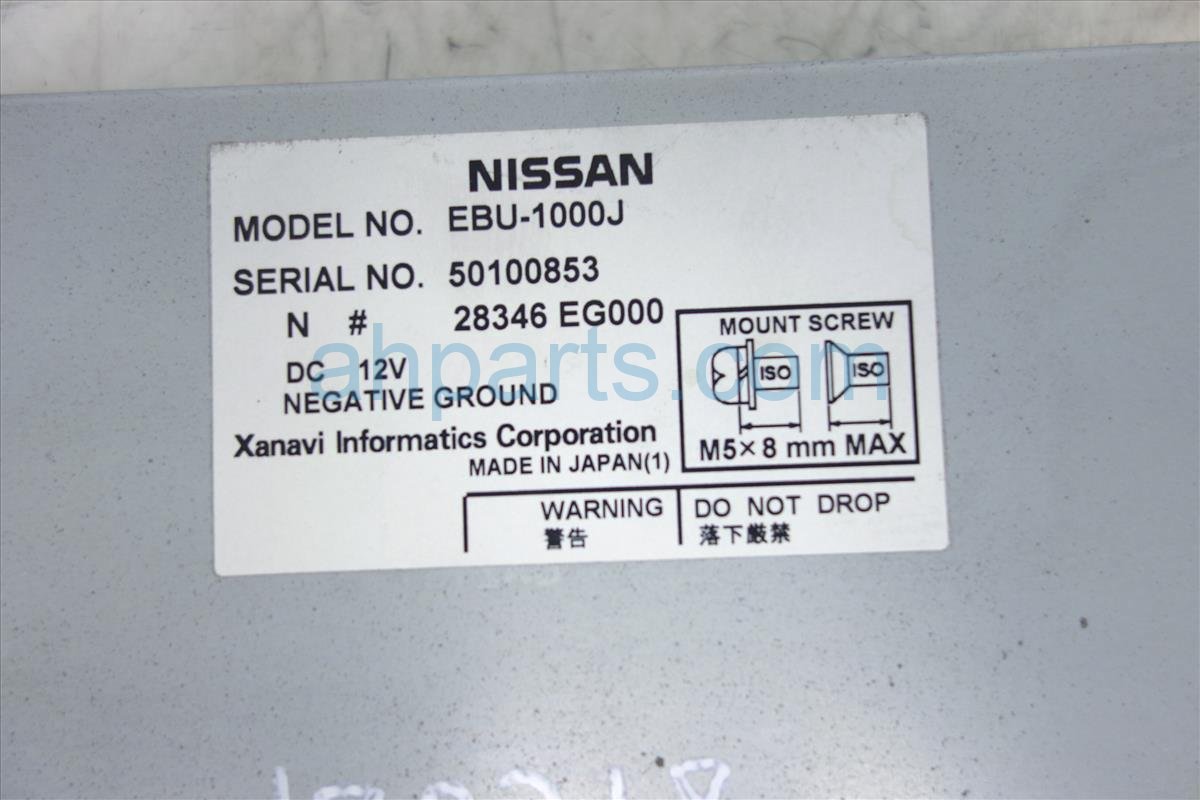 NISSAN
MODEL NO. EBU-1000J
SERIAL NO. 50100853
N # 28346 EG000
DC 12V
NEGATIVE GROUND
Xanavi Informatics Corporation
MADE IN JAPAN(1)
MOUNT SCREW
ISO ISO
M5×8 mm MAX
WARNING DO NOT DROP
警告 落下厳禁
ahparts.com